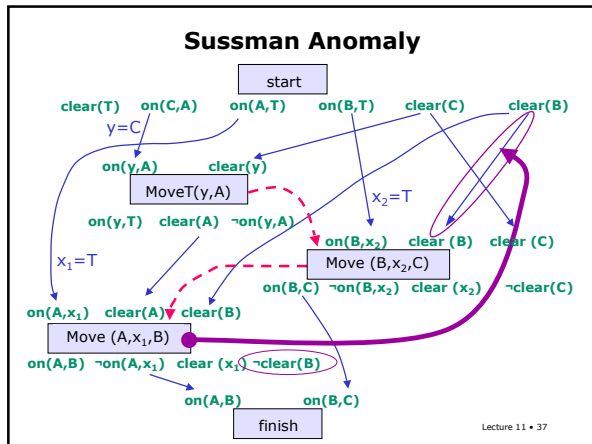 Sussman Anomaly
start
clear(T) on(C,A) on(A,T) on(B,T) clear(C) clear(B)
y=C
on(y,A) clear(y)
MoveT(y,A)
x₂=T
on(y,T) clear(A) ¬on(y,A)
on(B,x₂) clear (B) clear (C)
x₁=T
Move (B,x₂,C)
on(B,C) ¬on(B,x₂) clear (x₂) ¬clear(C)
on(A,x₁) clear(A) clear(B)
Move (A,x₁,B)
on(A,B) ¬on(A,x₁) clear (x₁) ¬clear(B)
on(A,B) on(B,C)
finish
Lecture 11 • 37